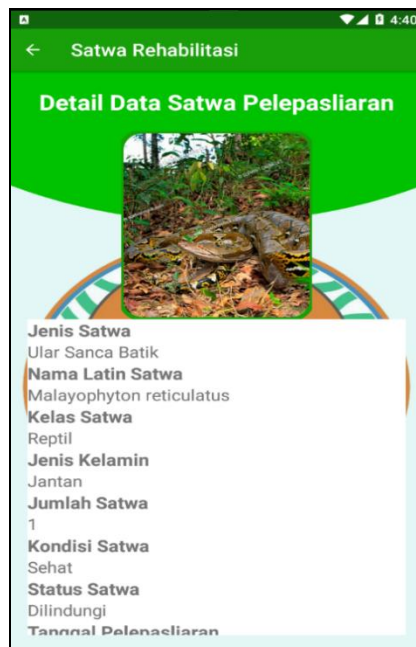 4:40
Satwa Rehabilitasi
Detail Data Satwa Pelepasliaran
Jenis Satwa
Ular Sanca Batik
Nama Latin Satwa
Malayophyton reticulatus
Kelas Satwa
Reptil
Jenis Kelamin
Jantan
Jumlah Satwa
1
Kondisi Satwa
Sehat
Status Satwa
Dilindungi
Tanggal Pelepasliaran